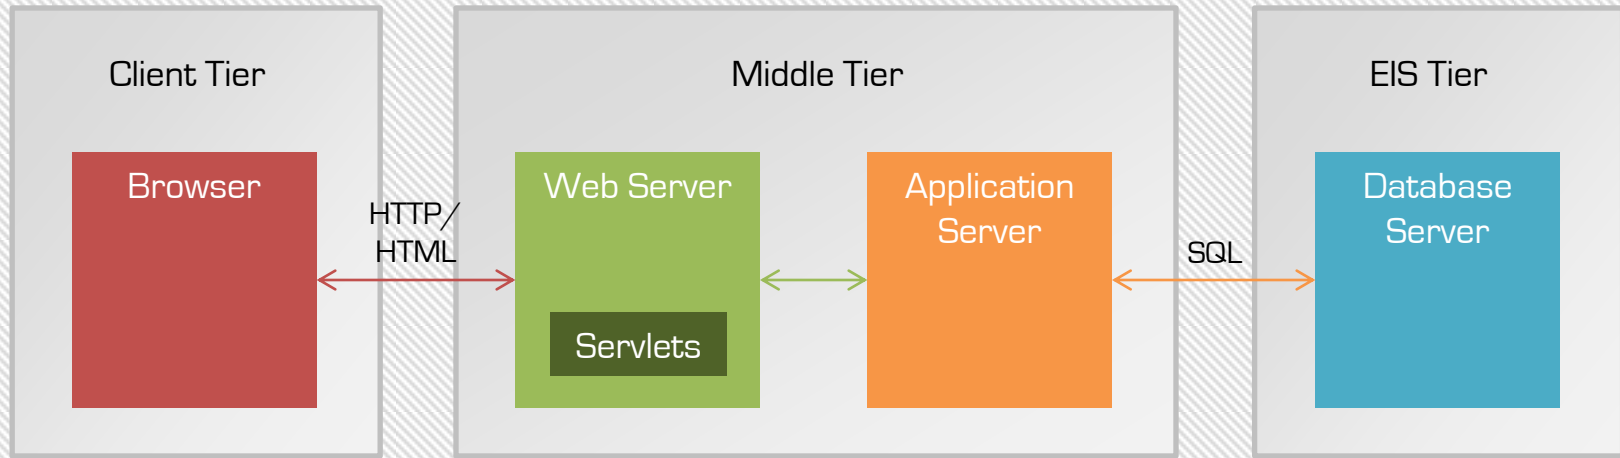 Client Tier
Middle Tier
EIS Tier
Browser
HTTP/
HTML
Web Server
Servlets
Application
Server
SQL
Database
Server